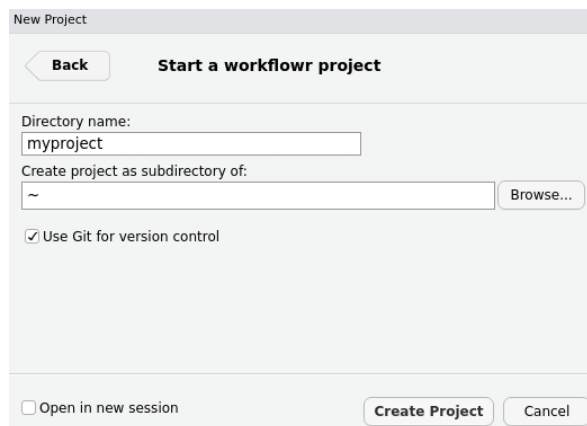 New Project
Back
Start a workflowr project
Directory name:
myproject
Create project as subdirectory of:
~
Browse...
Use Git for version control
Open in new session
Create Project
Cancel